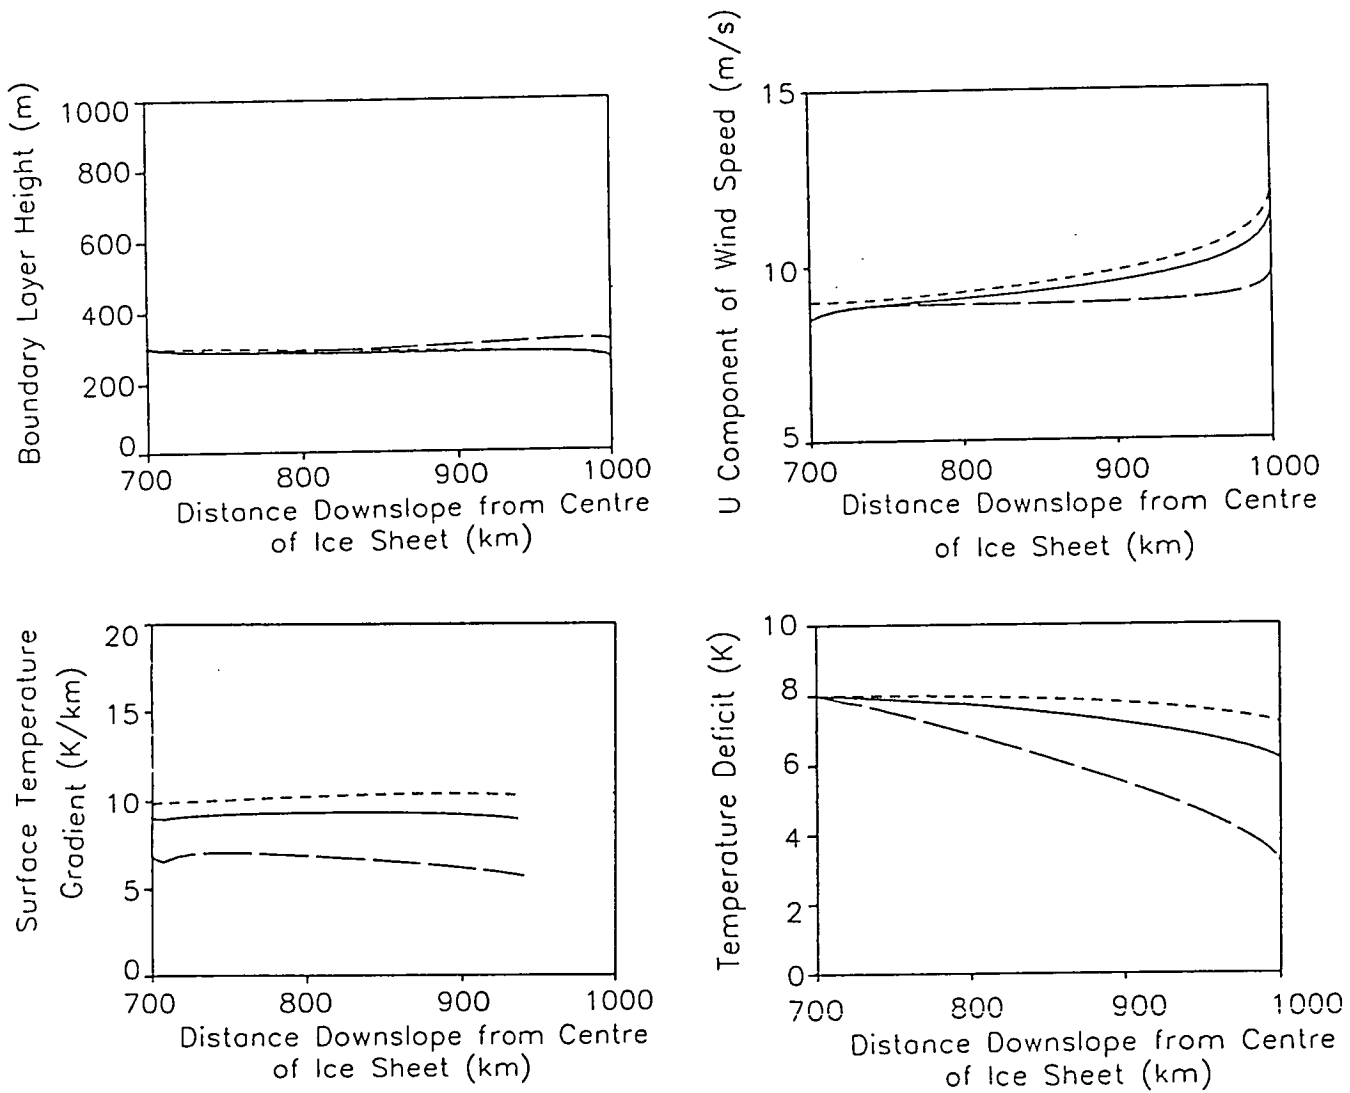 Boundary Layer Height (m)
1000
800
600
400
200
0
700 800 900 1000
Distance Downslope from Centre
of Ice Sheet (km)
U Component of Wind Speed (m/s)
15
10
5
700 800 900 1000
Distance Downslope from Centre
of Ice Sheet (km)
Surface Temperature
Gradient (K/km)
20
15
10
5
0
700 800 900 1000
Distance Downslope from Centre
of Ice Sheet (km)
Temperature Deficit (K)
10
8
6
4
2
0
700 800 900 1000
Distance Downslope from Centre
of Ice Sheet (km)